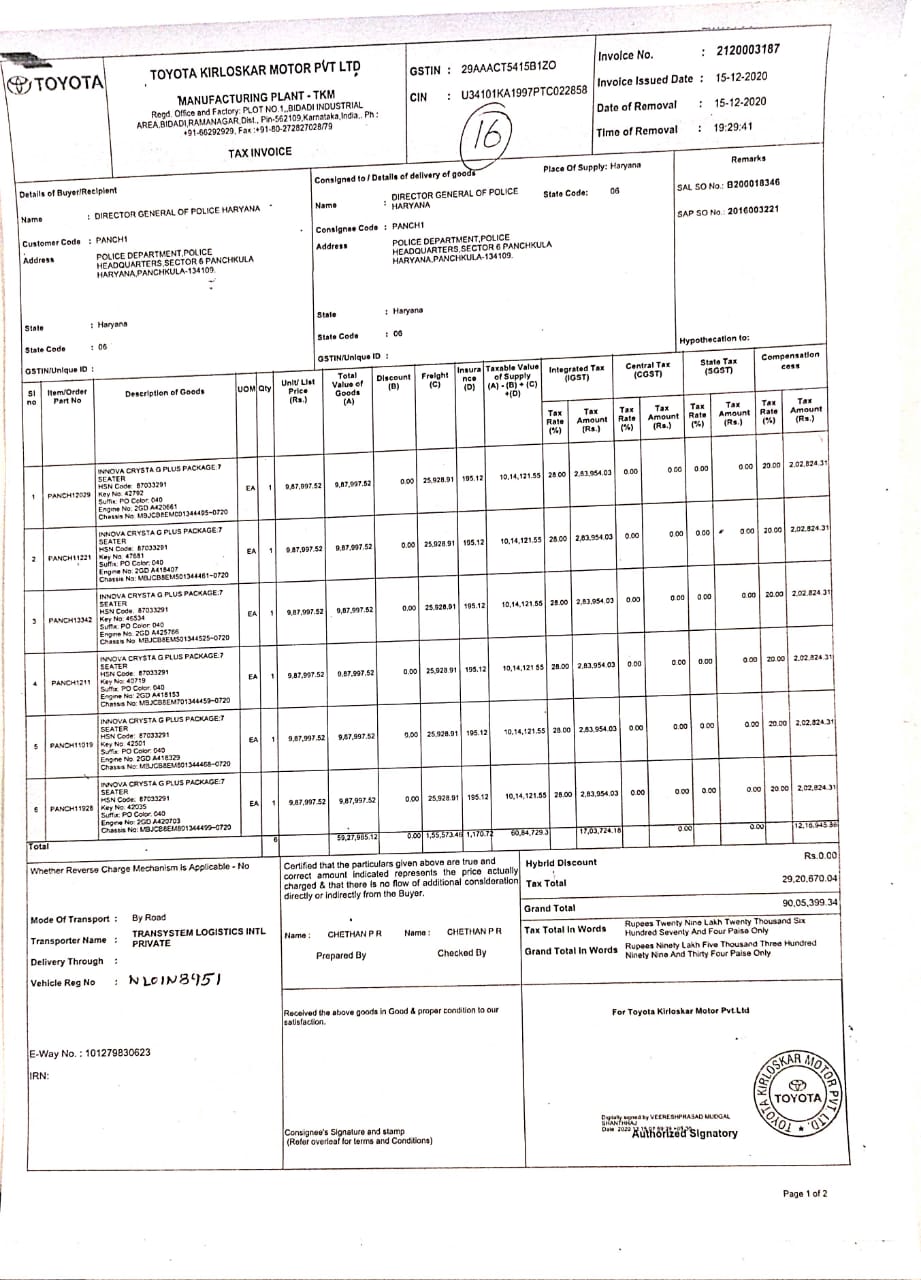 TOYOTA
TOYOTA KIRLOSKAR MOTOR PVT LTD
MANUFACTURING PLANT - TKM
Regd. Office and Factory: PLOT NO.1,,BIDADI INDUSTRIAL
AREA,BIDADI,RAMANAGAR,Dist., Pin-562109,Karnataka,India,. Ph :
+91-66292929, Fax :+91-80-272827028/79
TAX INVOICE
GSTIN : 29AAACT5415B1ZO
CIN : U34101KA1997PTC022858
16
Invoice No. : 2120003187
Invoice Issued Date : 15-12-2020
Date of Removal : 15-12-2020
Time of Removal : 19:29:41
Details of Buyer/Recipient
Name : DIRECTOR GENERAL OF POLICE HARYANA
Customer Code : PANCH1
Address POLICE DEPARTMENT,POLICE
HEADQUARTERS,SECTOR 6 PANCHKULA
HARYANA,PANCHKULA-134109.
State : Haryana
State Code : 06
GSTIN/Unique ID :
Consigned to / Details of delivery of goods
Place Of Supply: Haryana
State Code: 06
Name : DIRECTOR GENERAL OF POLICE
HARYANA
Consignee Code : PANCH1
Address POLICE DEPARTMENT,POLICE
HEADQUARTERS,SECTOR 6 PANCHKULA
HARYANA,PANCHKULA-134109.
State : Haryana
State Code : 06
GSTIN/Unique ID :
Remarks
SAL SO No.: B200018346
SAP SO No.: 2016003221
Hypothecation to:
Sl no Item/Order Part No Description of Goods UOM Qty Unit/ List Price (Rs.) Total Value of Goods (A) Discount (B) Freight (C) Insura nce (D) Taxable Value of Supply (A) - (B) + (C) +(D) Integrated Tax (IGST) Central Tax (CGST) State Tax (SGST) Compensation cess
Tax Rate (%) Tax Amount (Rs.) Tax Rate (%) Tax Amount (Rs.) Tax Rate (%) Tax Amount (Rs.) Tax Rate (%) Tax Amount (Rs.)
INNOVA CRYSTA G PLUS PACKAGE:7
SEATER
HSN Code: 87033291
1 PANCH12029 Key No: 42792 EA 1 9,87,997.52 9,87,997.52 0.00 25,928.91 195.12 10,14,121.55 28.00 2,83,954.03 0.00 0.00 0.00 0.00 20.00 2,02,824.31
Suffix: PO Color: 040
Engine No: 2GD A420661
Chassis No: MBJCB8EMC01344495-0720
INNOVA CRYSTA G PLUS PACKAGE:7
SEATER
HSN Code: 87033291
2 PANCH11221 Key No: 47681 EA 1 9,87,997.52 9,87,997.52 0.00 25,928.91 195.12 10,14,121.55 28.00 2,83,954.03 0.00 0.00 0.00 0.00 20.00 2,02,824.31
Suffix: PO Color: 040
Engine No: 2GD A418407
Chassis No: MBJCB8EM501344461-0720
INNOVA CRYSTA G PLUS PACKAGE:7
SEATER
HSN Code: 87033291
3 PANCH13342 Key No: 46534 EA 1 9,87,997.52 9,87,997.52 0.00 25,928.91 195.12 10,14,121.55 28.00 2,83,954.03 0.00 0.00 0.00 0.00 20.00 2,02,824.31
Suffix: PO Color: 040
Engine No: 2GD A425766
Chassis No: MBJCB8EM501344525-0720
INNOVA CRYSTA G PLUS PACKAGE:7
SEATER
HSN Code: 87033291
4 PANCH1211 Key No: 40719 EA 1 9,87,997.52 9,87,997.52 0.00 25,928.91 195.12 10,14,121.55 28.00 2,83,954.03 0.00 0.00 0.00 0.00 20.00 2,02,824.31
Suffix: PO Color: 040
Engine No: 2GD A418153
Chassis No: MBJCB8EM701344459-0720
INNOVA CRYSTA G PLUS PACKAGE:7
SEATER
HSN Code: 87033291
5 PANCH11019 Key No: 42501 EA 1 9,87,997.52 9,87,997.52 0.00 25,928.91 195.12 10,14,121.55 28.00 2,83,954.03 0.00 0.00 0.00 0.00 20.00 2,02,824.31
Suffix: PO Color: 040
Engine No: 2GD A418329
Chassis No: MBJCB8EM801344468-0720
INNOVA CRYSTA G PLUS PACKAGE:7
SEATER
HSN Code: 87033291
6 PANCH11928 Key No: 42035 EA 1 9,87,997.52 9,87,997.52 0.00 25,928.91 195.12 10,14,121.55 28.00 2,83,954.03 0.00 0.00 0.00 0.00 20.00 2,02,824.31
Suffix: PO Color: 040
Engine No: 2GD A420703
Chassis No: MBJCB8EM801344499-0720
Total 6 59,27,985.12 0.00 1,55,573.46 1,170.72 60,84,729.3 17,03,724.18 0.00 0.00 12,16,945.86
Whether Reverse Charge Mechanism is Applicable - No
Mode Of Transport : By Road
Transporter Name : TRANSYSTEM LOGISTICS INTL
PRIVATE
Delivery Through :
Vehicle Reg No : NL01N8951
E-Way No. : 101279830623
IRN:
Certified that the particulars given above are true and
correct amount indicated represents the price actually
charged & that there is no flow of additional consideration
directly or indirectly from the Buyer.
Name : CHETHAN P R Name : CHETHAN P R
Prepared By Checked By
Received the above goods in Good & proper condition to our
satisfaction.
Consignee's Signature and stamp
(Refer overleaf for terms and Conditions)
Hybrid Discount Rs.0.00
Tax Total 29,20,670.04
Grand Total 90,05,399.34
Tax Total In Words Rupees Twenty Nine Lakh Twenty Thousand Six
Hundred Seventy And Four Paise Only
Grand Total In Words Rupees Ninety Lakh Five Thousand Three Hundred
Ninety Nine And Thirty Four Paise Only
For Toyota Kirloskar Motor Pvt.Ltd
TOYOTA KIRLOSKAR MOTOR PVT. LTD.
TOYOTA
Digitally signed by VEERESHPRASAD MUDGAL
SHANTHRAJ
Date 2020
Authorized Signatory
Page 1 of 2